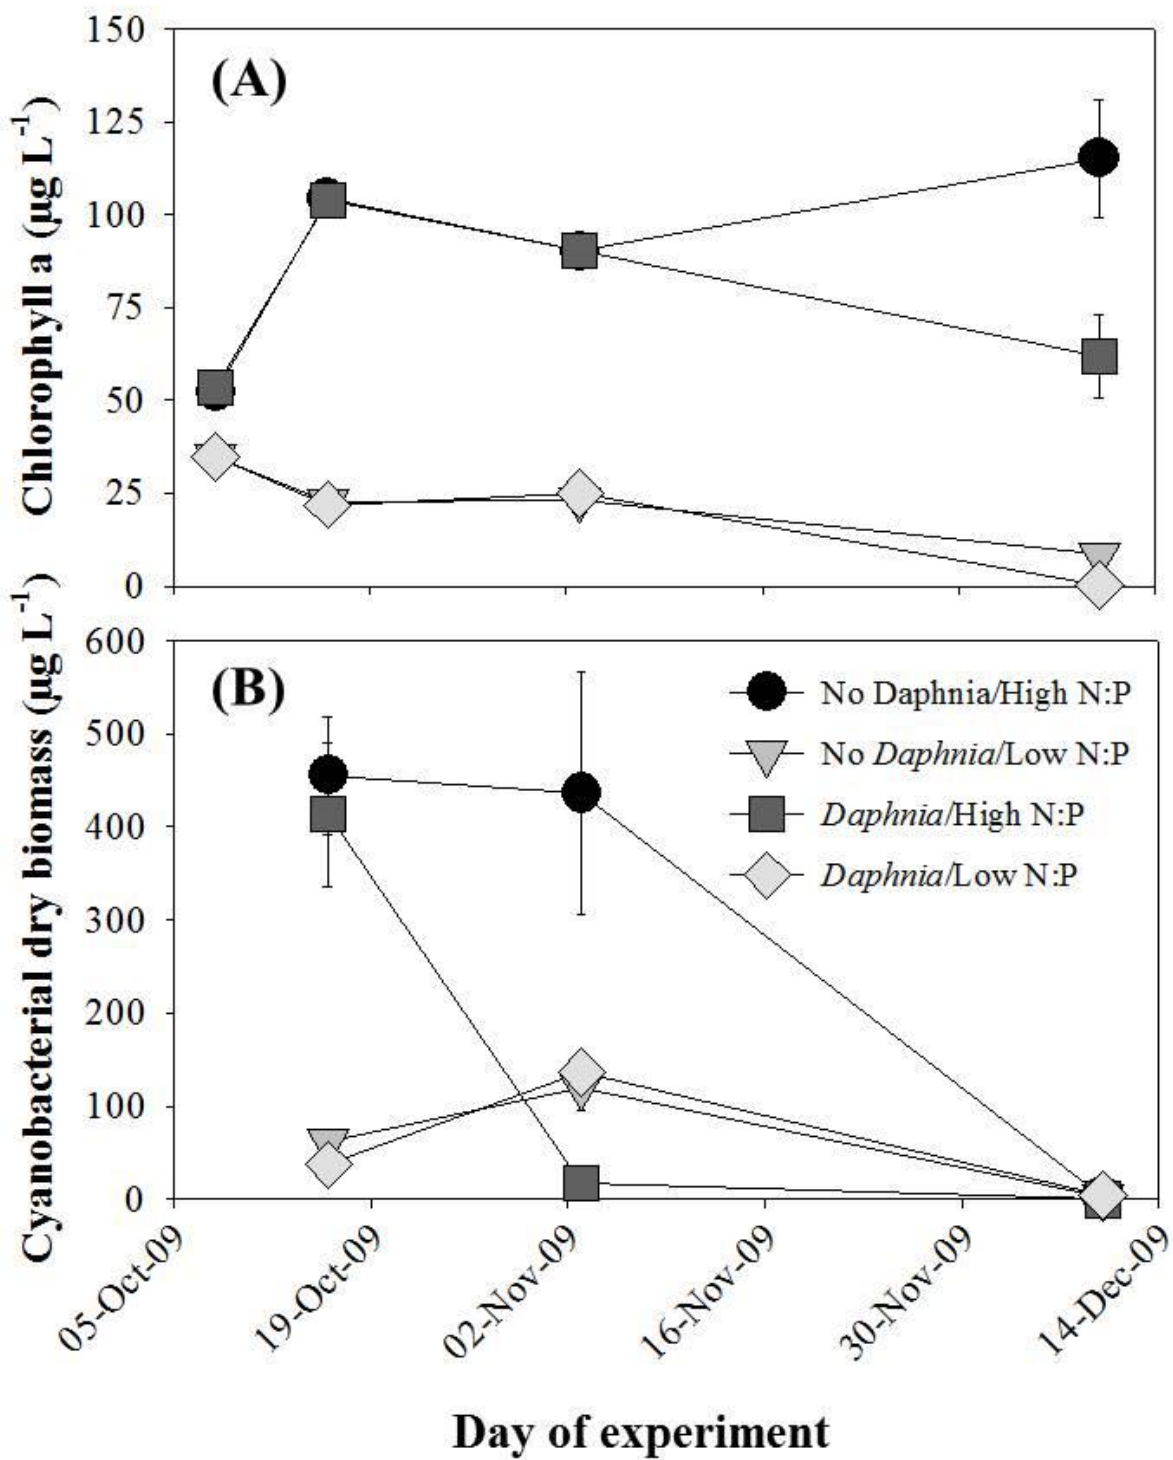 (A)
Chlorophyll a (µg L⁻¹)
150
125
100
75
50
25
0
(B)
Cyanobacterial dry biomass (µg L⁻¹)
600
500
400
300
200
100
0
No Daphnia/High N:P
No Daphnia/Low N:P
Daphnia/High N:P
Daphnia/Low N:P
05-Oct-09
19-Oct-09
02-Nov-09
16-Nov-09
30-Nov-09
14-Dec-09
Day of experiment